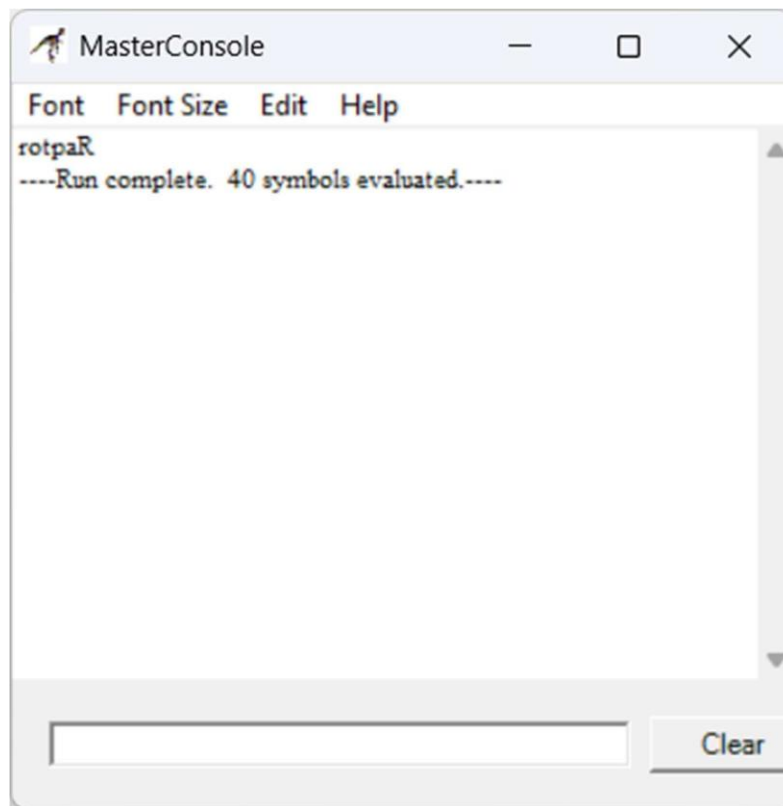 MasterConsole
Font Font Size Edit Help
rotpaR
----Run complete.  40 symbols evaluated.----
Clear